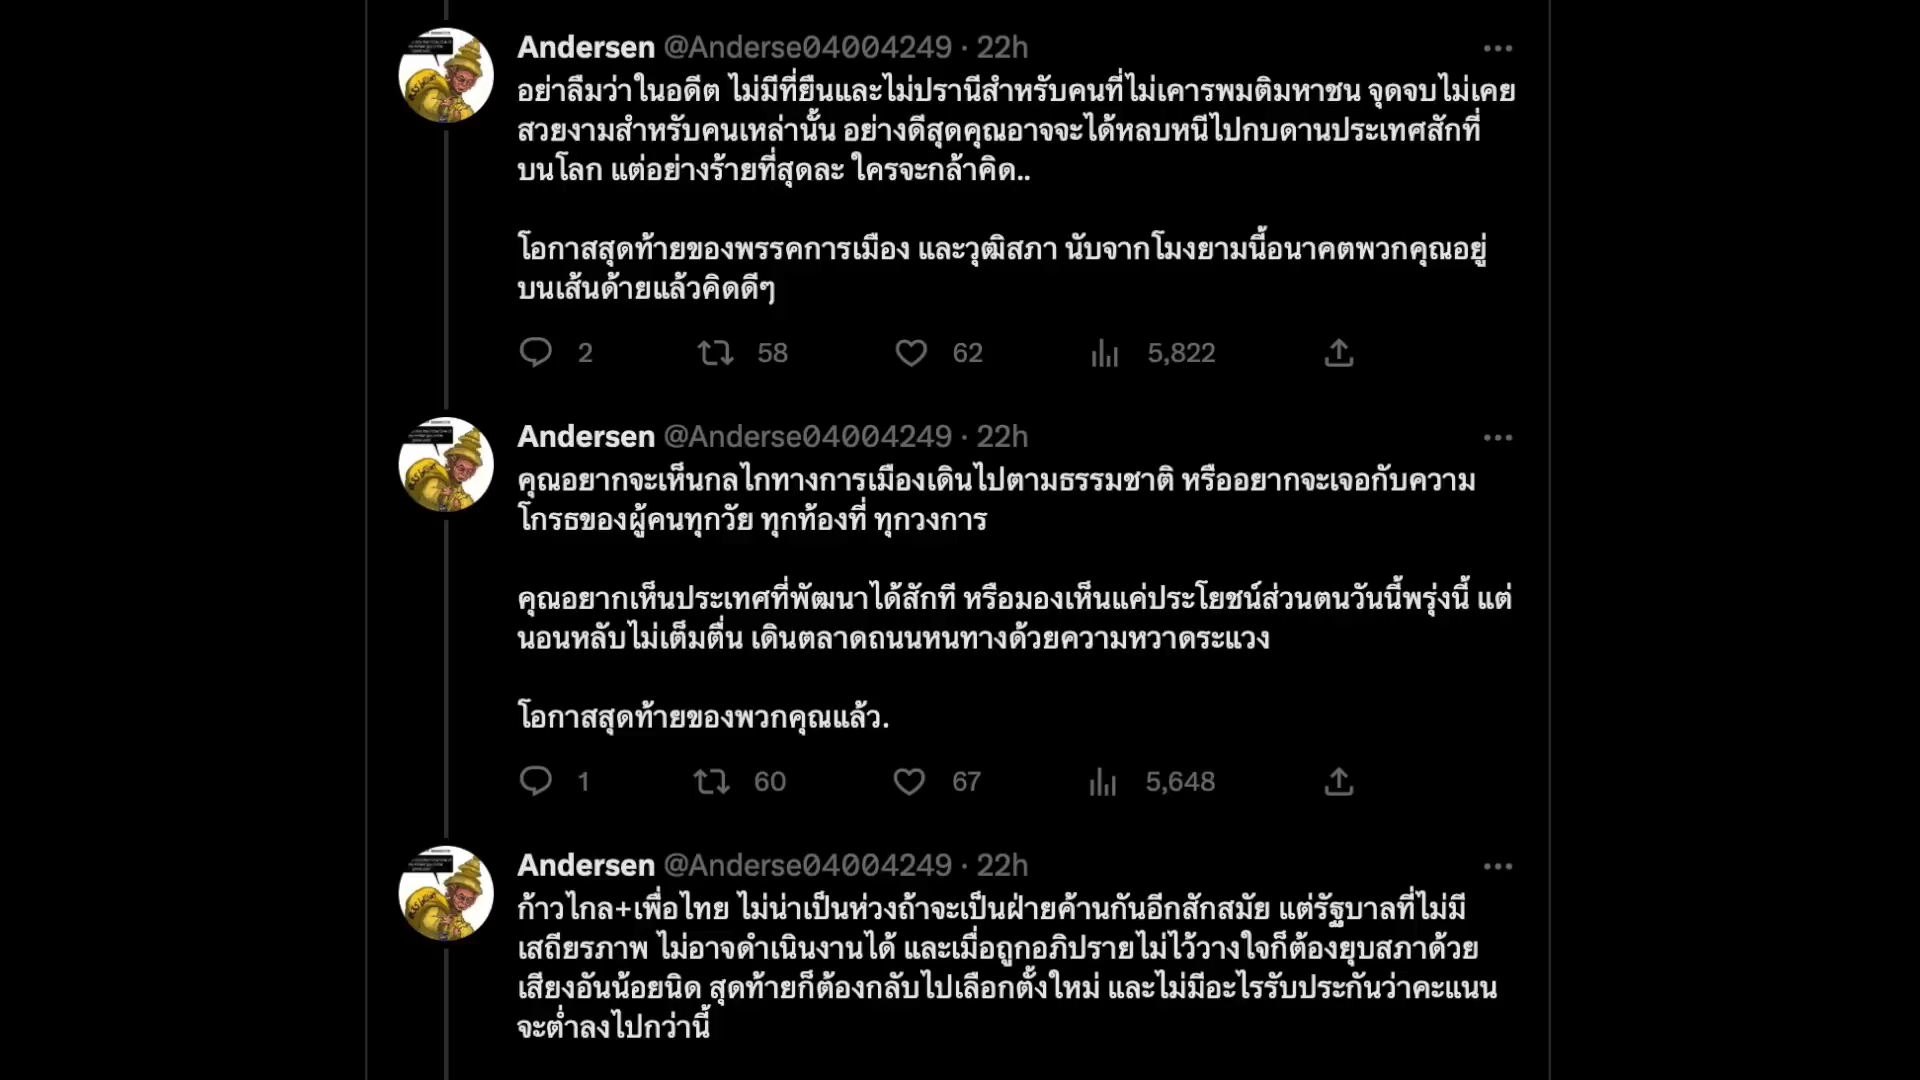 Andersen @Anderse04004249 · 22h
อย่าลืมว่าในอดีต ไม่มีที่ยืนและไม่ปรานีสำหรับคนที่ไม่เคารพมติมหาชน จุดจบไม่เคย
สวยงามสำหรับคนเหล่านั้น อย่างดีสุดคุณอาจจะได้หลบหนีไปกบดานประเทศสักที่
บนโลก แต่อย่างร้ายที่สุดละ ใครจะกล้าคิด..
โอกาสสุดท้ายของพรรคการเมือง และวุฒิสภา นับจากโมงยามนี้อนาคตพวกคุณอยู่
บนเส้นด้ายแล้วคิดดีๆ
2 58 62 5,822
Andersen @Anderse04004249 · 22h
คุณอยากจะเห็นกลไกทางการเมืองเดินไปตามธรรมชาติ หรืออยากจะเจอกับความ
โกรธของผู้คนทุกวัย ทุกท้องที่ ทุกวงการ
คุณอยากเห็นประเทศที่พัฒนาได้สักที หรือมองเห็นแค่ประโยชน์ส่วนตนวันนี้พรุ่งนี้ แต่
นอนหลับไม่เต็มตื่น เดินตลาดถนนหนทางด้วยความหวาดระแวง
โอกาสสุดท้ายของพวกคุณแล้ว.
1 60 67 5,648
Andersen @Anderse04004249 · 22h
ก้าวไกล+เพื่อไทย ไม่น่าเป็นห่วงถ้าจะเป็นฝ่ายค้านกันอีกสักสมัย แต่รัฐบาลที่ไม่มี
เสถียรภาพ ไม่อาจดำเนินงานได้ และเมื่อถูกอภิปรายไม่ไว้วางใจก็ต้องยุบสภาด้วย
เสียงอันน้อยนิด สุดท้ายก็ต้องกลับไปเลือกตั้งใหม่ และไม่มีอะไรรับประกันว่าคะแนน
จะต่ำลงไปกว่านี้